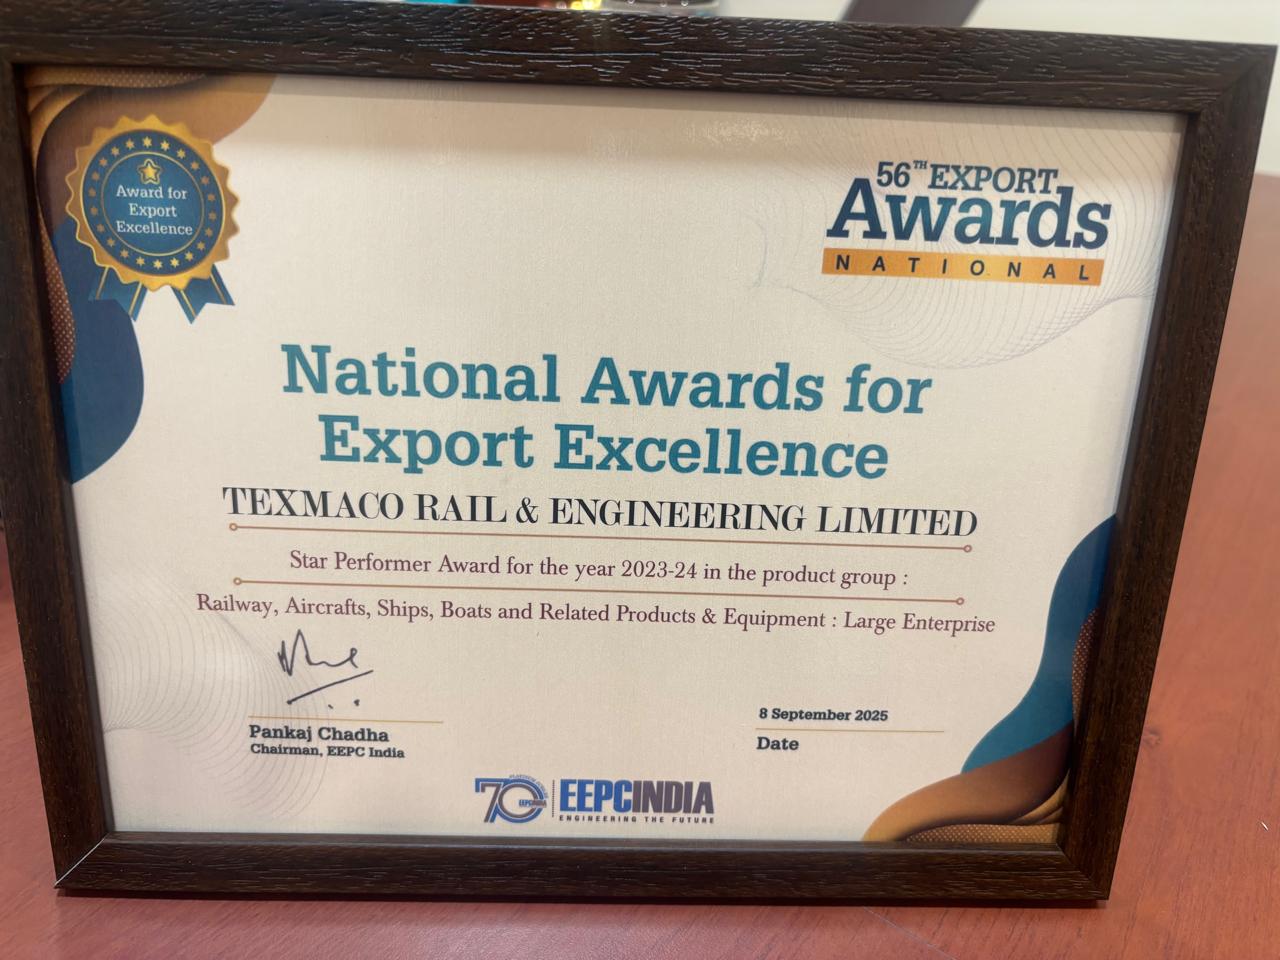 Award for
Export
Excellence
56TH EXPORT
Awards
NATIONAL
National Awards for
Export Excellence
TEXMACO RAIL & ENGINEERING LIMITED
Star Performer Award for the year 2023-24 in the product group :
Railway, Aircrafts, Ships, Boats and Related Products & Equipment : Large Enterprise
Pankaj Chadha
Chairman, EEPC India
8 September 2025
Date
70 EEPCINDIA
EEPCINDIA
ENGINEERING THE FUTURE